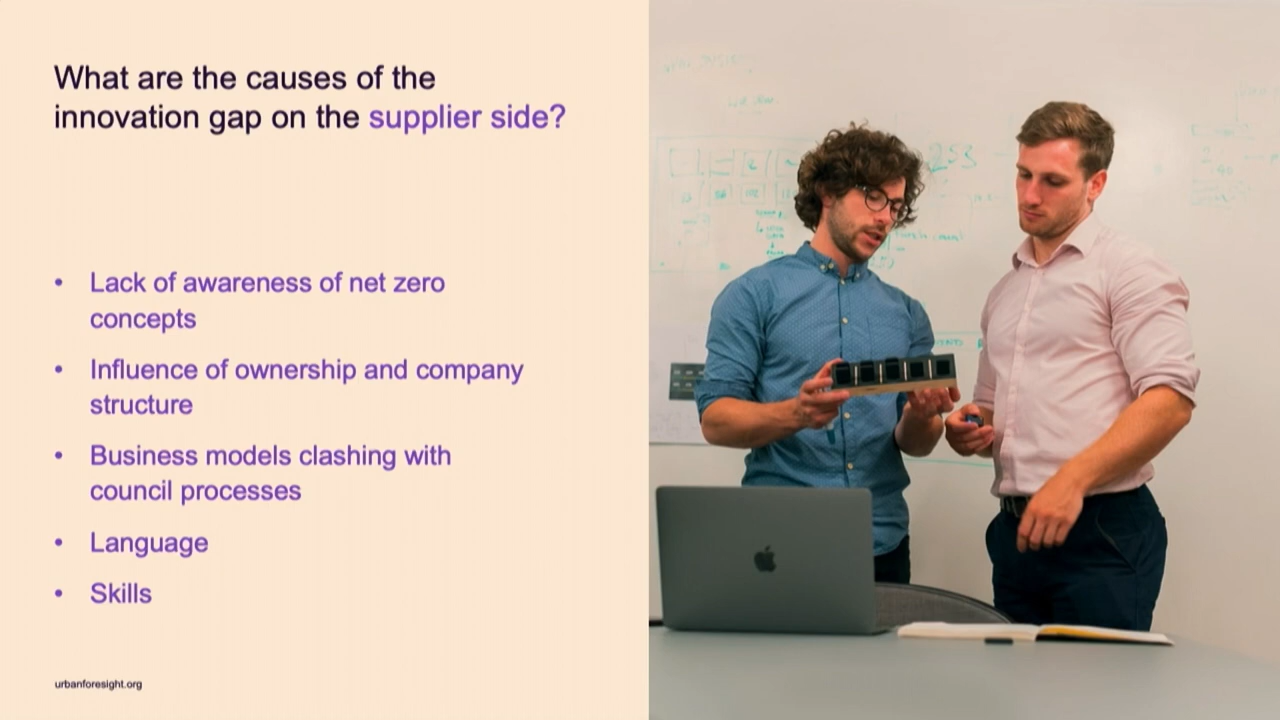 What are the causes of the
innovation gap on the supplier side?
• Lack of awareness of net zero
concepts
• Influence of ownership and company
structure
• Business models clashing with
council processes
• Language
• Skills
urbanforesight.org
253